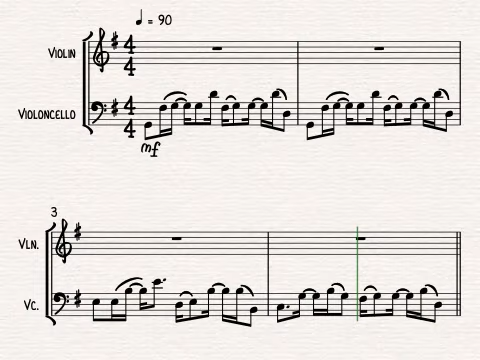 ♩ = 90
VIOLIN
4
4
VIOLONCELLO
4
4
mf
3
VLN.
VC.